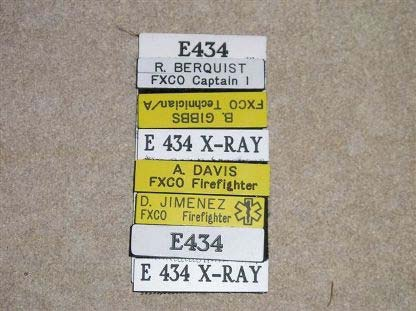 E434
R. BERQUIST
FXCO Captain I
B. GIBBS
FXCO Technician/A
E 434 X-RAY
A. DAVIS
FXCO Firefighter
D. JIMENEZ
FXCO Firefighter
E434
E 434 X-RAY